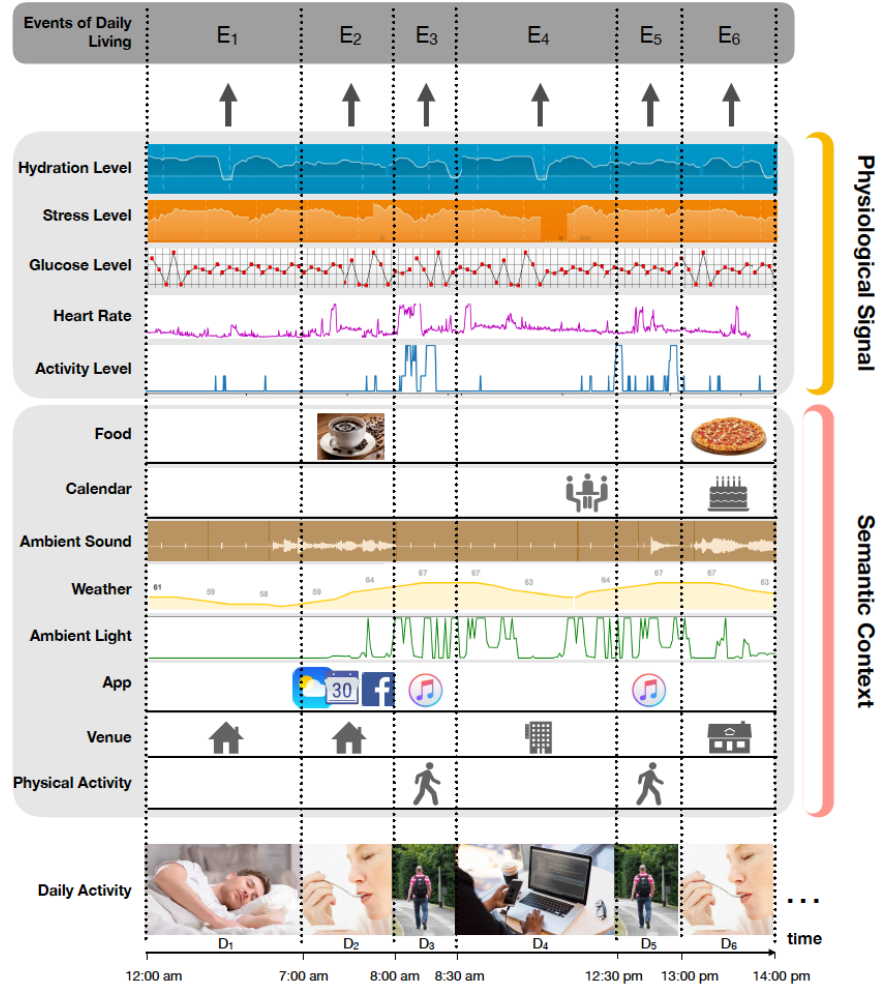 Events of Daily
Living
E1
E2
E3
E4
E5
E6
Hydration Level
Stress Level
Glucose Level
Heart Rate
Activity Level
Physiological Signal
Food
Calendar
Ambient Sound
Weather
61
59
58
59
64
67
67
63
64
67
67
63
Ambient Light
App
30
f
Venue
Physical Activity
Semantic Context
Daily Activity
D1
D2
D3
D4
D5
D6
...
time
12:00 am
7:00 am
8:00 am
8:30 am
12:30 pm
13:00 pm
14:00 pm